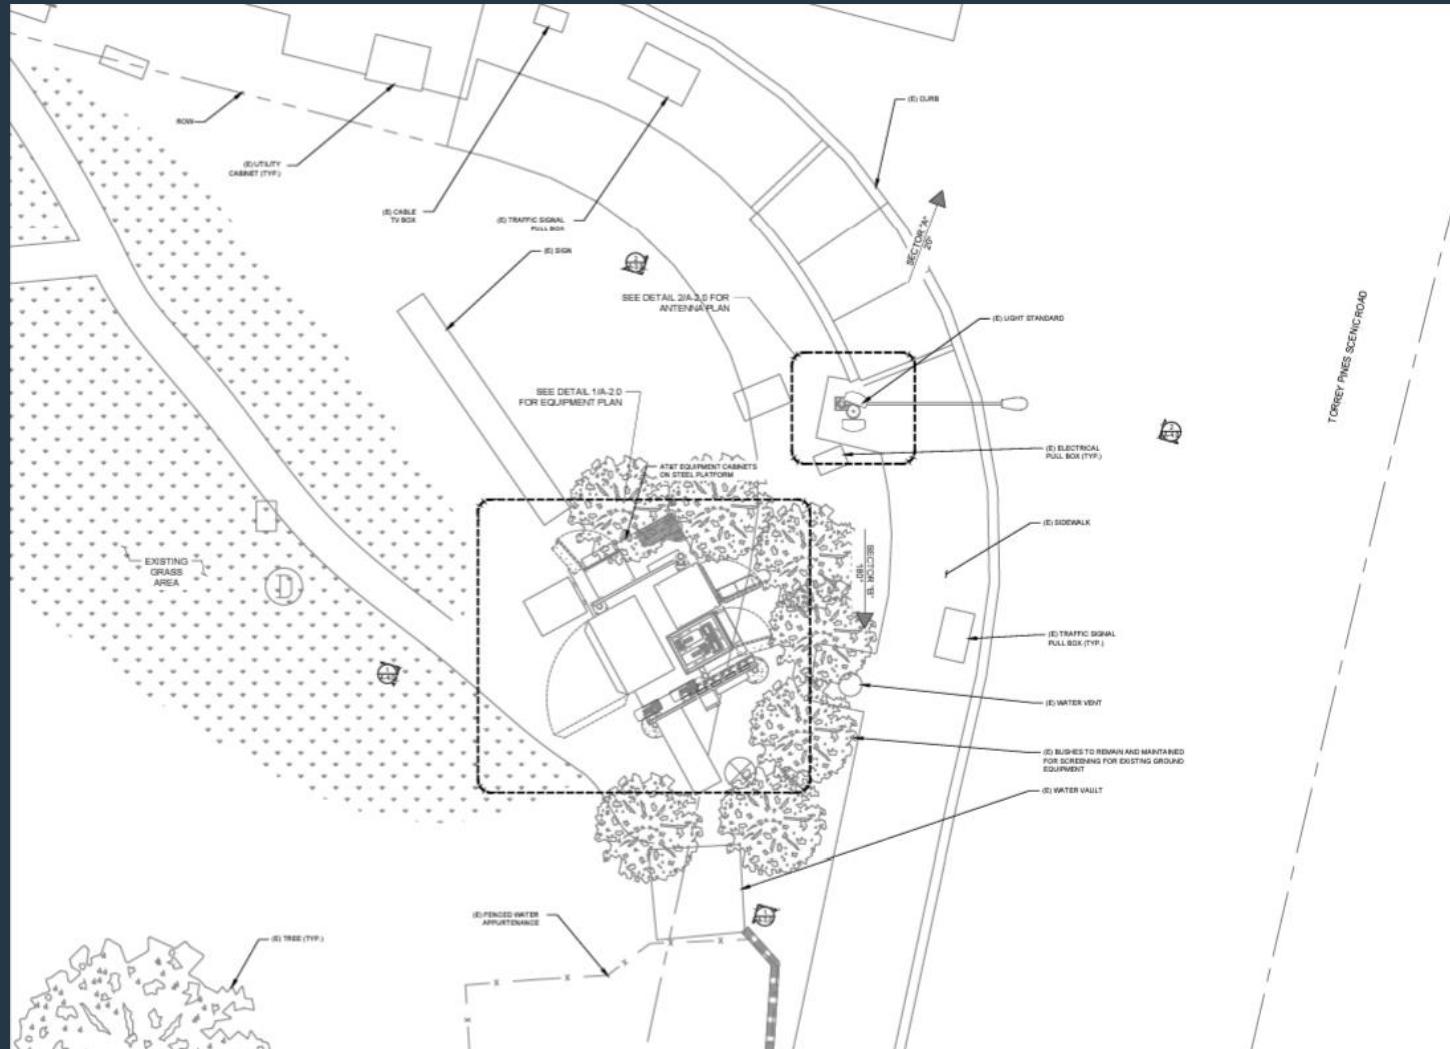 (E) CURB
ROW
(E) UTILITY
CABINET (TYP.)
(E) CABLE
TV BOX
(E) TRAFFIC SIGNAL
PULL BOX
(E) SIGN
SECTOR "A"
20°
SEE DETAIL 2/A-2.0 FOR
ANTENNA PLAN
(E) LIGHT STANDARD
TORREY PINES SCENIC ROAD
SEE DETAIL 1/A-2.0
FOR EQUIPMENT PLAN
(E) ELECTRICAL
PULL BOX (TYP.)
AT&T EQUIPMENT CABINETS
ON STEEL PLATFORM
(E) SIDEWALK
SECTOR "B"
180°
EXISTING
GRASS
AREA
D
(E) TRAFFIC SIGNAL
PULL BOX (TYP.)
(E) WATER VENT
(E) BUSHES TO REMAIN AND MAINTAINED
FOR SCREENING FOR EXISTING GROUND
EQUIPMENT
(E) WATER VAULT
(E) FENCED WATER
APPURTENANCE
(E) TREE (TYP.)